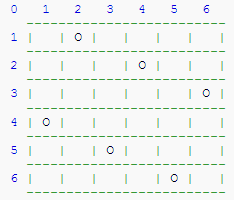 0 1 2 3 4 5 6
1 | | O | | | | |
2 | | | | O | | |
3 | | | | | | O |
4 | O | | | | | |
5 | | | O | | | |
6 | | | | | O | |